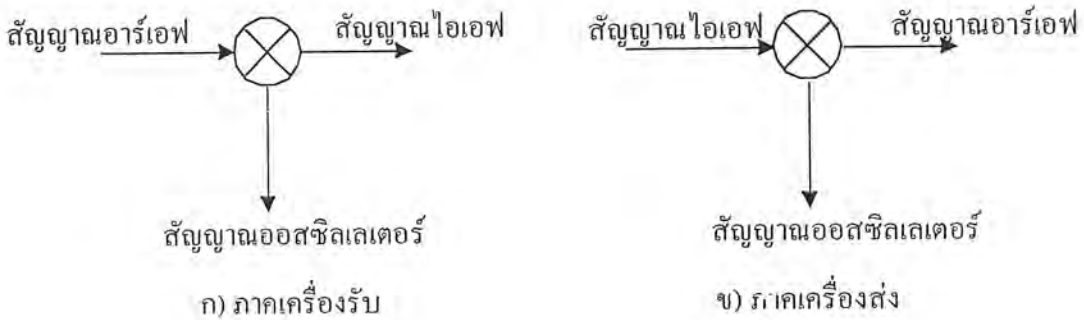 สัญญาณอาร์เอฟ
สัญญาณไอเอฟ
สัญญาณออสซิลเลเตอร์
ก) ภาคเครื่องรับ
สัญญาณไอเอฟ
สัญญาณอาร์เอฟ
สัญญาณออสซิลเลเตอร์
ข) ภาคเครื่องส่ง